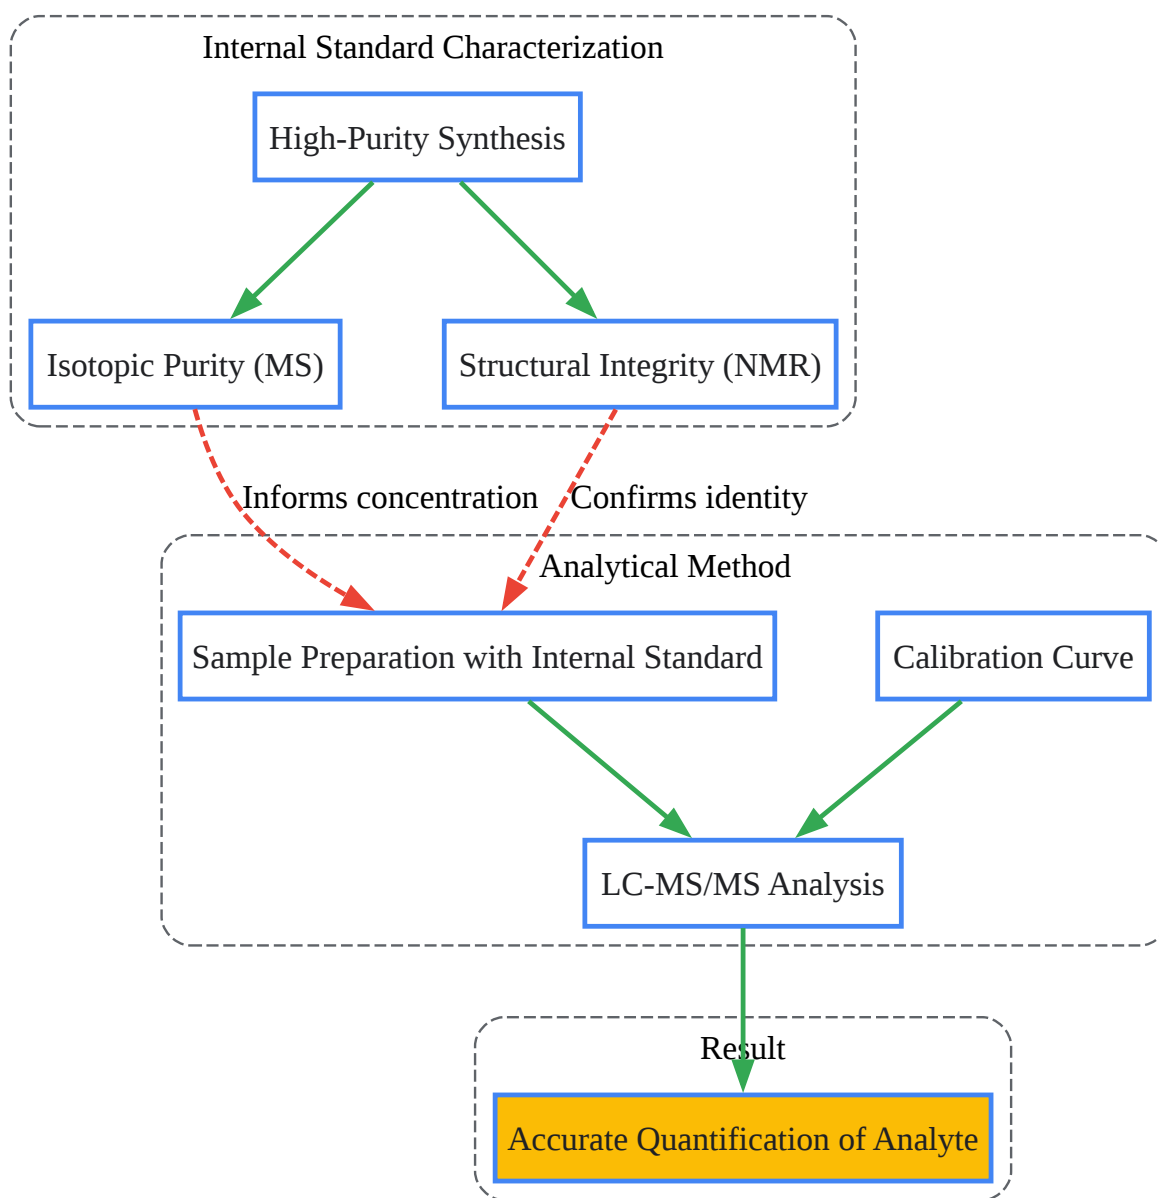 Internal Standard Characterization
High-Purity Synthesis
Isotopic Purity (MS)
Structural Integrity (NMR)
Informs concentration
Confirms identity
Analytical Method
Sample Preparation with Internal Standard
Calibration Curve
LC-MS/MS Analysis
Result
Accurate Quantification of Analyte